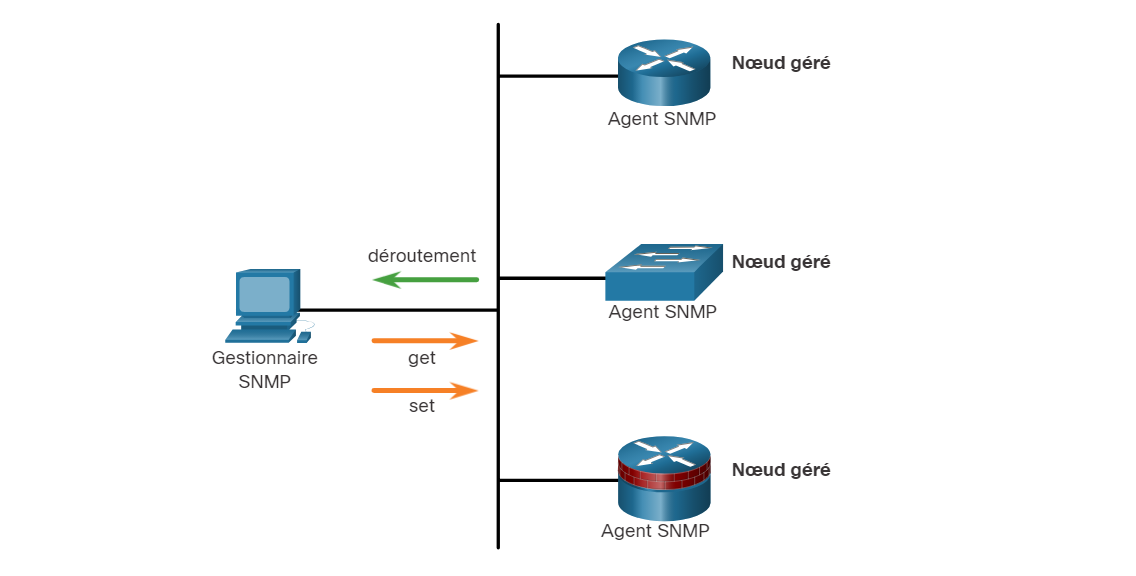 Nœud géré
Agent SNMP
déroutement
Nœud géré
Agent SNMP
Gestionnaire
SNMP
get
set
Nœud géré
Agent SNMP